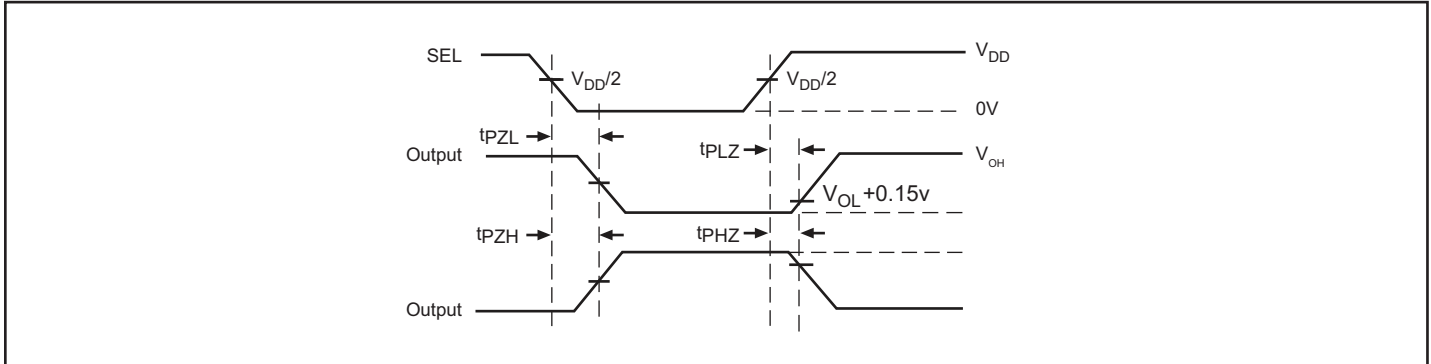 SEL
V_DD/2
V_DD/2
V_DD
0V
tPZL
tPLZ
Output
V_OH
V_OL +0.15v
tPZH
tPHZ
Output